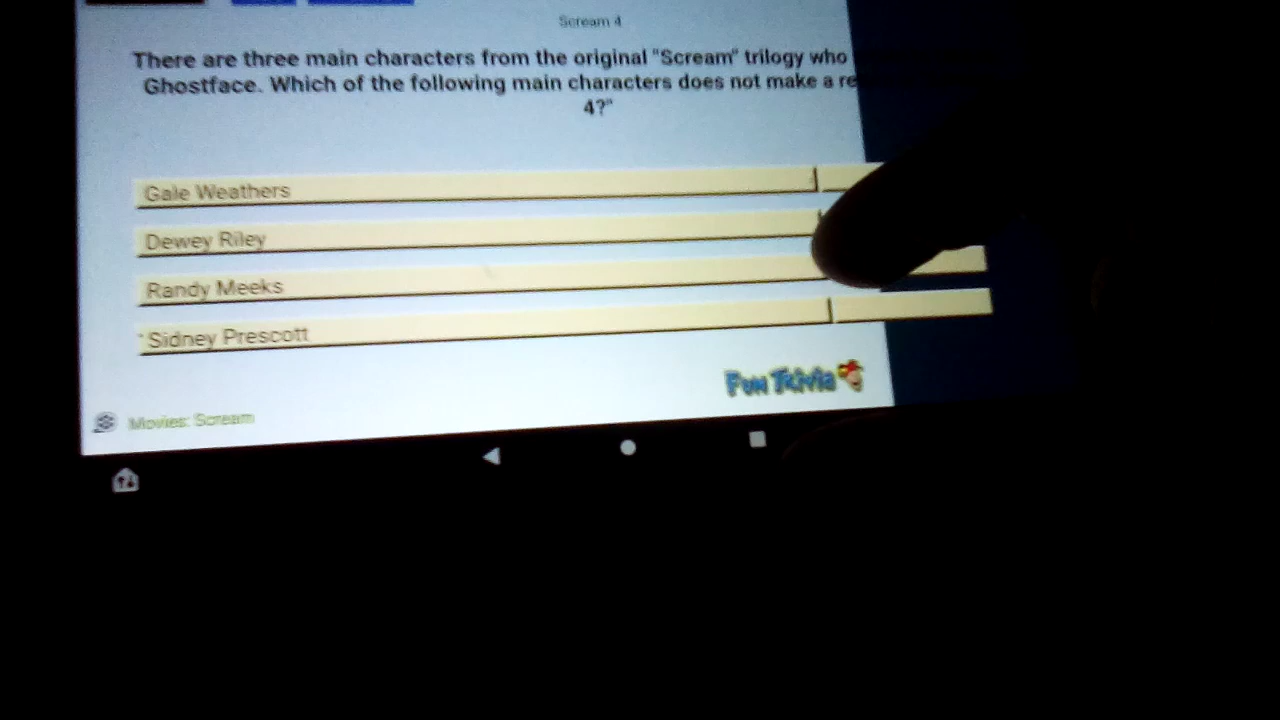 Scream 4
There are three main characters from the original "Scream" trilogy who
Ghostface. Which of the following main characters does not make a re
4?"
Gale Weathers
Dewey Riley
Randy Meeks
Sidney Prescott
Fun Trivia
Movies: Scream